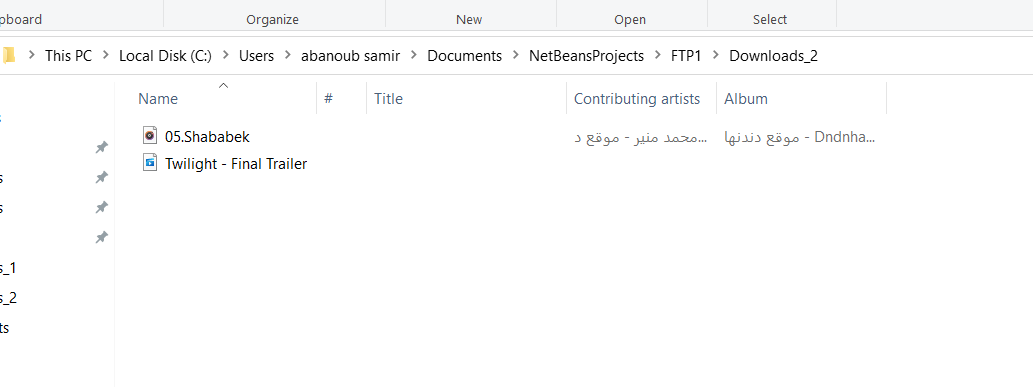 pboard Organize New Open Select
This PC > Local Disk (C:) > Users > abanoub samir > Documents > NetBeansProjects > FTP1 > Downloads_2
Name # Title Contributing artists Album
05.Shababek محمد منير - موقع د... موقع دندنها - Dndnha...
Twilight - Final Trailer
s
s
s_1
s_2
ts